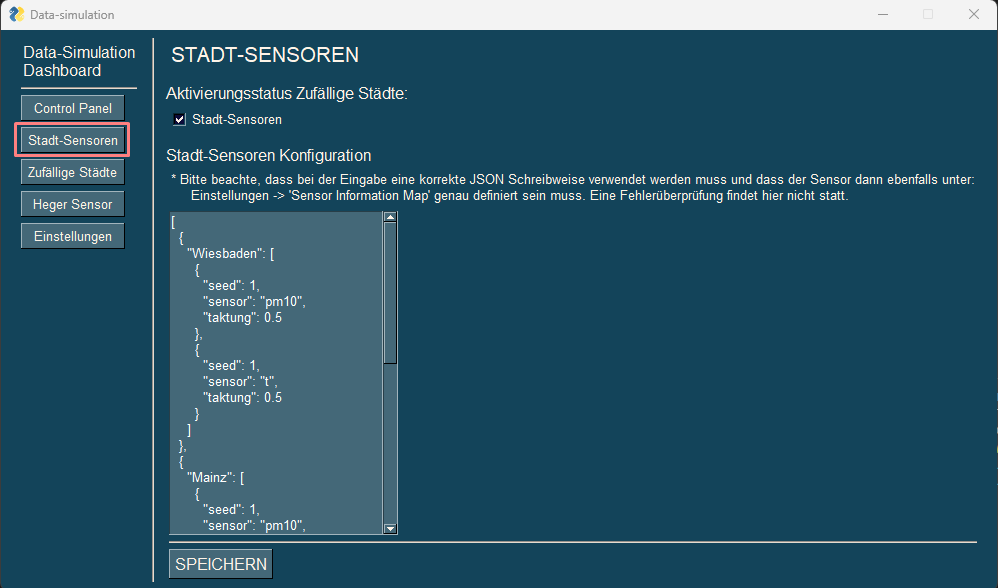 Data-simulation
Data-Simulation
Dashboard
Control Panel
Stadt-Sensoren
Zufällige Städte
Heger Sensor
Einstellungen
STADT-SENSOREN
Aktivierungsstatus Zufällige Städte:
Stadt-Sensoren
Stadt-Sensoren Konfiguration
* Bitte beachte, dass bei der Eingabe eine korrekte JSON Schreibweise verwendet werden muss und dass der Sensor dann ebenfalls unter:
Einstellungen -> 'Sensor Information Map' genau definiert sein muss. Eine Fehlerüberprüfung findet hier nicht statt.
[
{
"Wiesbaden": [
{
"seed": 1,
"sensor": "pm10",
"taktung": 0.5
},
{
"seed": 1,
"sensor": "t",
"taktung": 0.5
}
]
},
{
"Mainz": [
{
"seed": 1,
"sensor": "pm10",
SPEICHERN